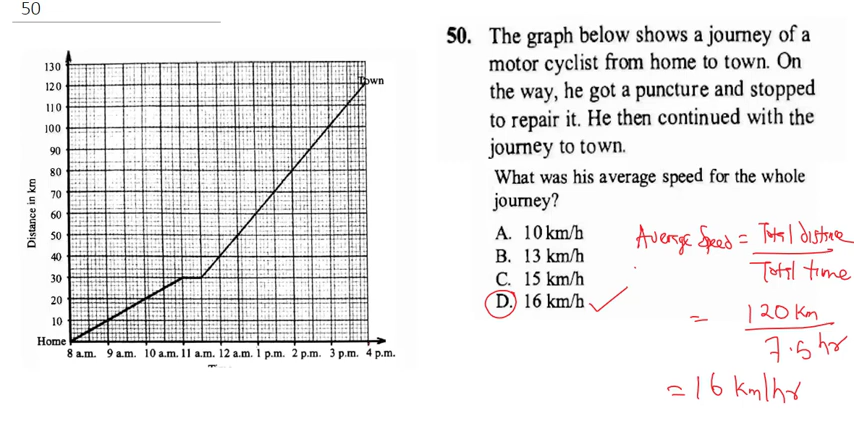 50
50. The graph below shows a journey of a
motor cyclist from home to town. On
the way, he got a puncture and stopped
to repair it. He then continued with the
journey to town.
What was his average speed for the whole
journey?
A. 10 km/h
B. 13 km/h
C. 15 km/h
D. 16 km/h
Average Speed = Total distance
Total time
= 120 km
7.5 hr
= 16 km/hr
Distance in km
130
120
110
100
90
80
70
60
50
40
30
20
10
Home
Town
8 a.m. 9 a.m. 10 a.m. 11 a.m. 12 a.m. 1 p.m. 2 p.m. 3 p.m. 4 p.m.